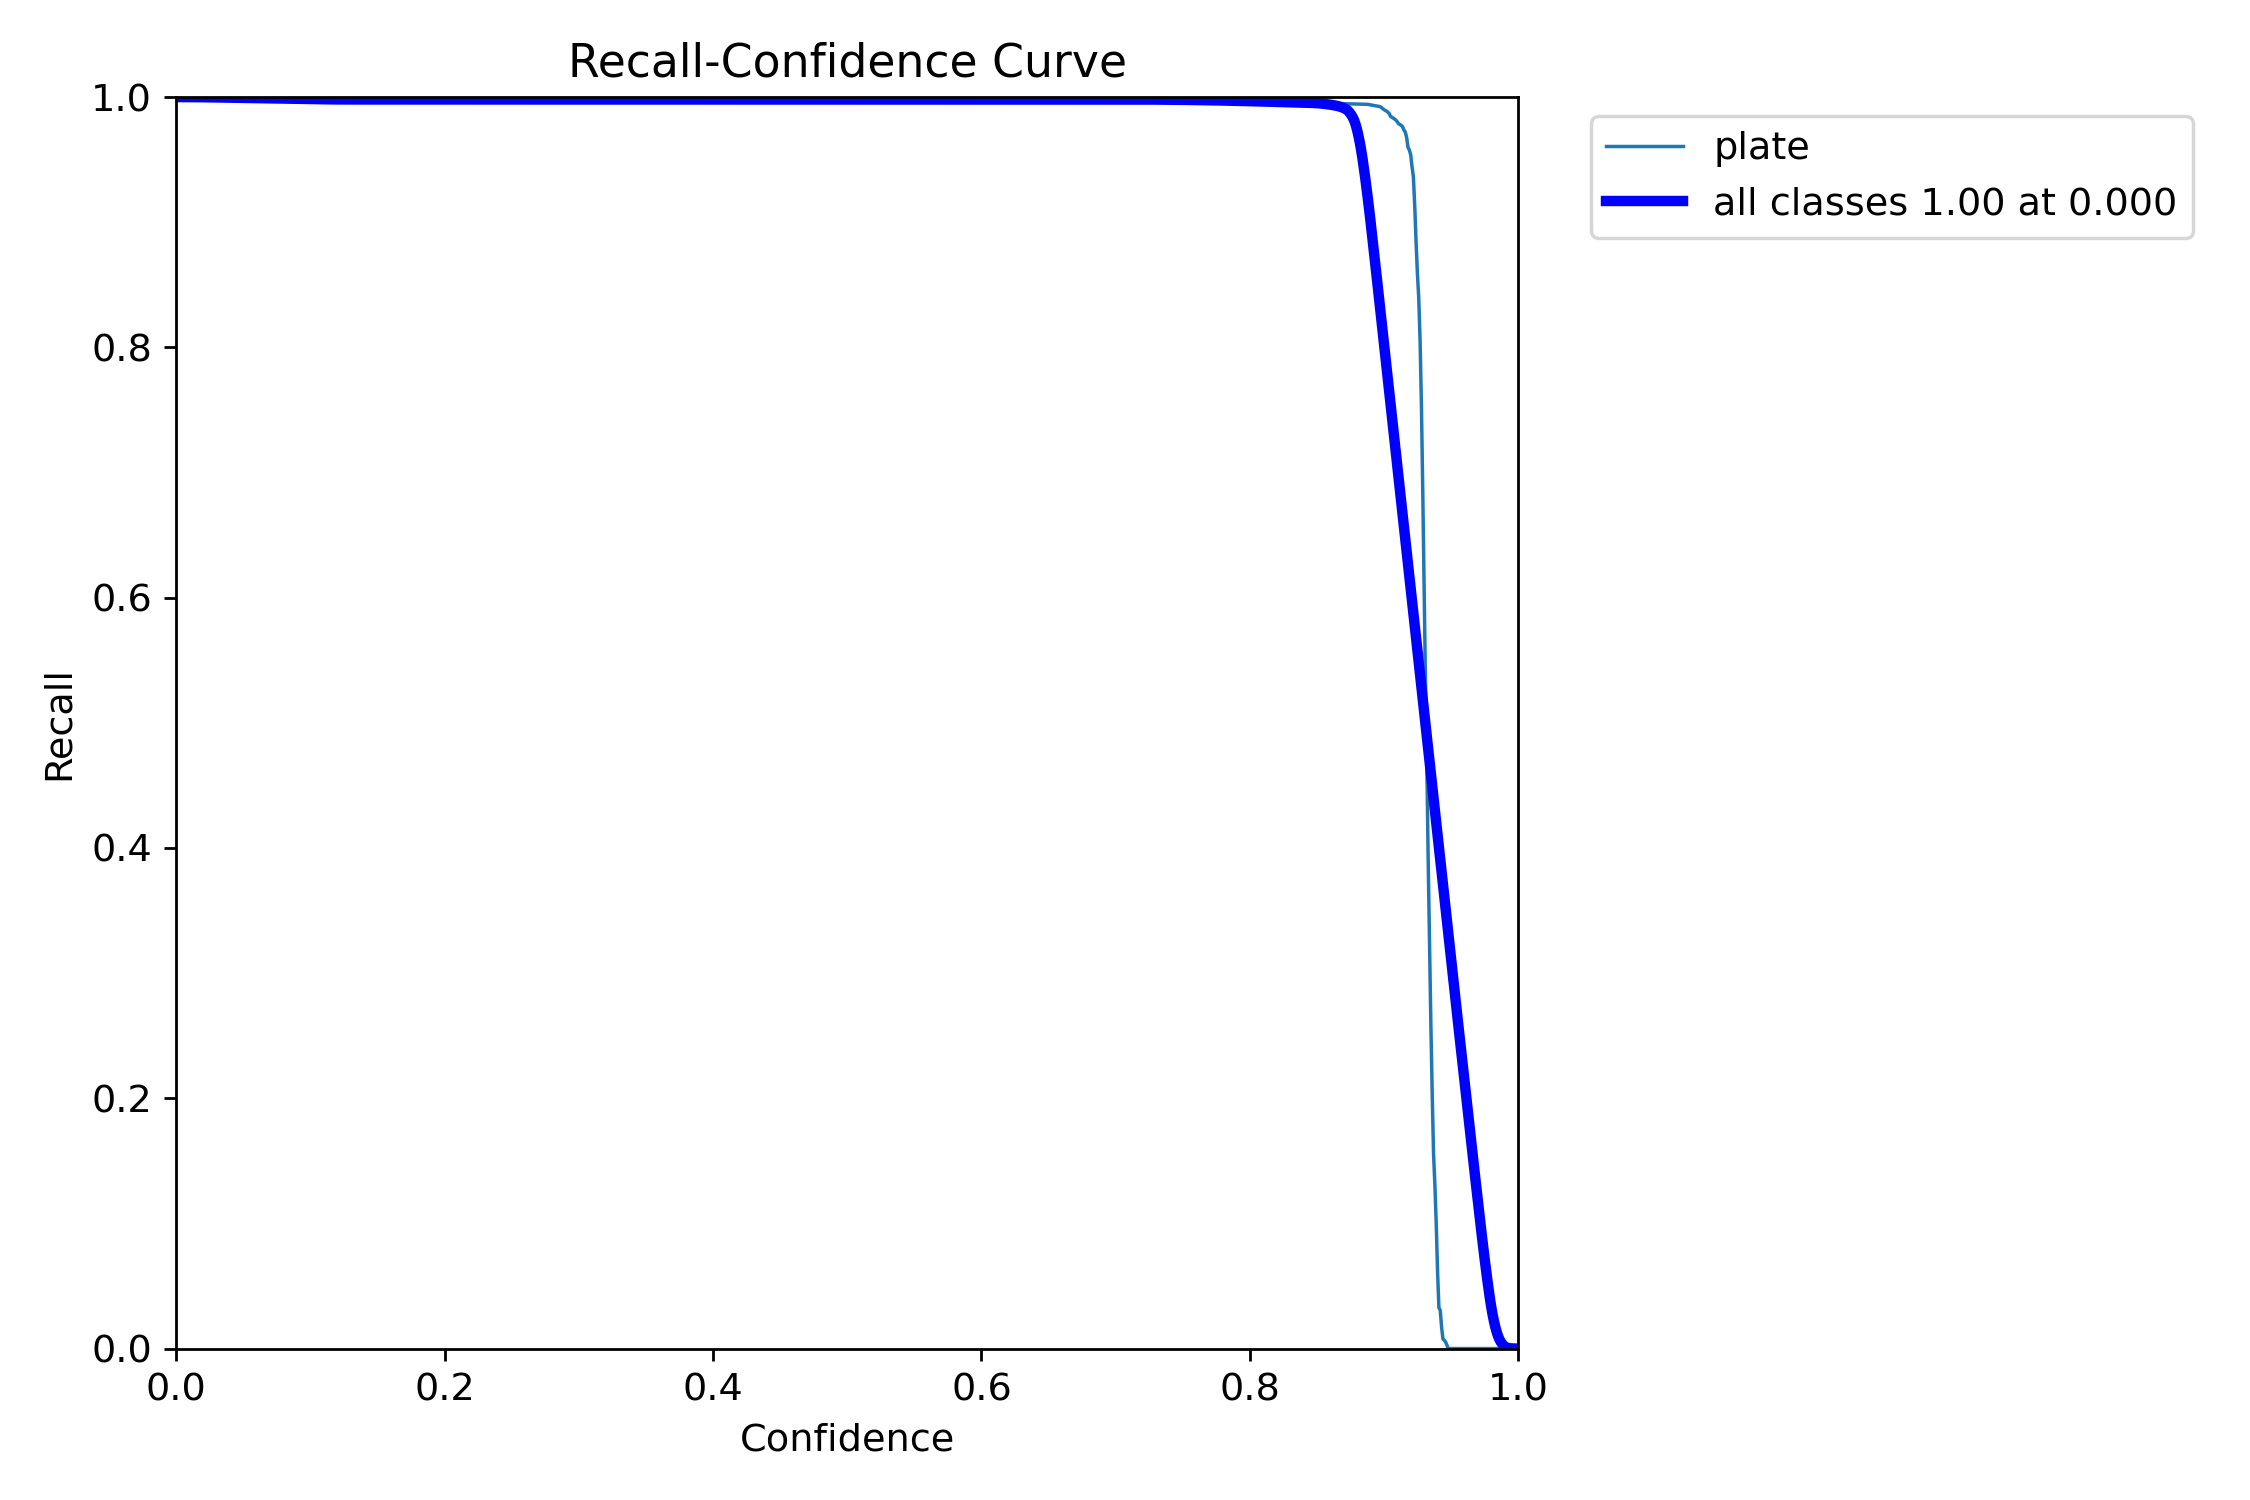 Recall-Confidence Curve
1.0
0.8
0.6
0.4
0.2
0.0
Recall
0.0 0.2 0.4 0.6 0.8 1.0
Confidence
plate
all classes 1.00 at 0.000